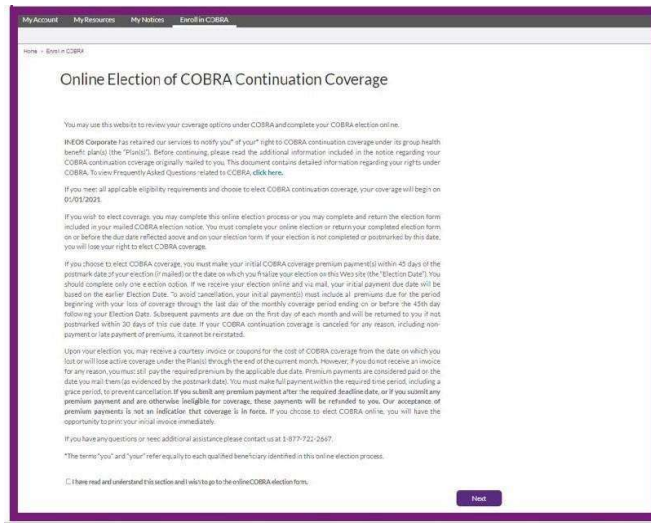 My Account My Resources My Notices Enroll in COBRA
Home > Enroll in COBRA
Online Election of COBRA Continuation Coverage
You may use this website to review your coverage options under COBRA and complete your COBRA election online.
INEOS Corporate has retained our services to notify you* of your* right to COBRA continuation coverage under its group health
benefit plan(s) (the "Plan(s)"). Before continuing, please read the additional information included in the notice regarding your
COBRA continuation coverage originally mailed to you. This document contains detailed information regarding your rights under
COBRA. To view Frequently Asked Questions related to COBRA, click here.
If you meet all applicable eligibility requirements and choose to elect COBRA continuation coverage, your coverage will begin on
01/01/2021.
If you wish to elect coverage, you may complete this online election process or you may complete and return the election form
included in your mailed COBRA election notice. You must complete your online election or return your completed election form
on or before the due date reflected above and on your election form. If your election is not completed or postmarked by this date,
you will lose your right to elect COBRA coverage.
If you choose to elect COBRA coverage, you must make your initial COBRA coverage premium payment(s) within 45 days of the
postmark date of your election (if mailed) or the date on which you finalize your election on this Web site (the "Election Date"). You
should complete only one election option. If we receive your election online and via mail, your initial payment due date will be
based on the earlier Election Date. To avoid cancellation, your initial payment(s) must include all premiums due for the period
beginning with your loss of coverage through the last day of the monthly coverage period ending on or before the 45th day
following your Election Date. Subsequent payments are due on the first day of each month and will be returned to you if not
postmarked within 30 days of this due date. If your COBRA continuation coverage is canceled for any reason, including non-
payment or late payment of premiums, it cannot be reinstated.
Upon your election, you may receive a courtesy invoice or coupon for the cost of COBRA coverage from the date on which you
lost or will lose active coverage under the Plan(s) through the end of the current month. However, if you do not receive an invoice
for any reason, you must still pay the required premium by the applicable due date. Premium payments are considered paid on the
date you mail them (as evidenced by the postmark date). You must make full payment within the required time period, including a
grace period, to prevent cancellation. If you submit any premium payment after the required deadline date, or if you submit any
premium payment and are otherwise ineligible for coverage, these payments will be refunded to you. Our acceptance of
premium payments is not an indication that coverage is in force. If you choose to elect COBRA online, you will have the
opportunity to print your initial invoice immediately.
If you have any questions or need additional assistance please contact us at 1-877-722-2667.
*The terms "you" and "your" refer equally to each qualified beneficiary identified in this online election process.
I have read and understand this section and I wish to go to the online COBRA election form.
Next